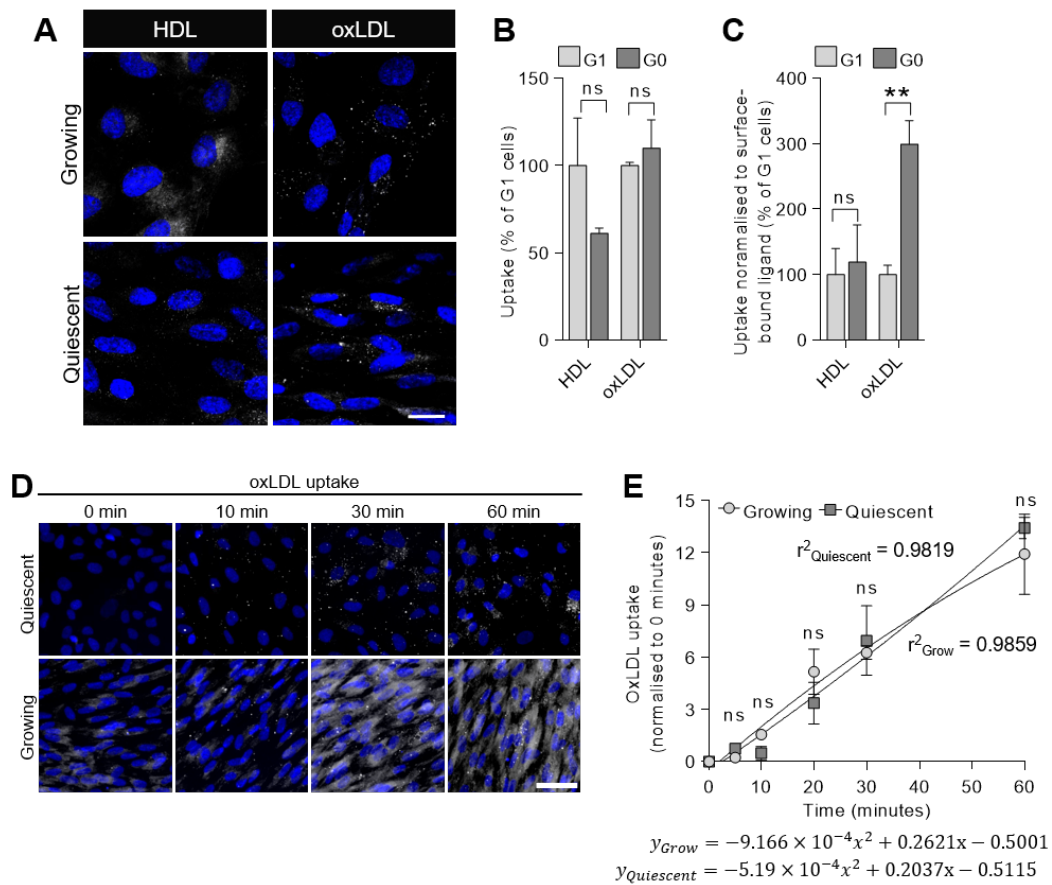 A
HDL
oxLDL
Growing
Quiescent
B
G1 G0
Uptake (% of G1 cells)
150
100
50
0
ns
ns
HDL
oxLDL
C
G1 G0
Uptake noramalised to surface-
bound ligand (% of G1 cells)
400
300
200
100
0
ns
**
HDL
oxLDL
D
oxLDL uptake
0 min 10 min 30 min 60 min
Quiescent
Growing
E
OxLDL uptake
(normalised to 0 minutes)
15
12
9
6
3
0
Growing Quiescent
r²Quiescent = 0.9819
r²Grow = 0.9859
ns
ns
ns
ns
ns
0 10 20 30 40 50 60
Time (minutes)
yGrow = −9.166 × 10⁻⁴x² + 0.2621x − 0.5001
yQuiescent = −5.19 × 10⁻⁴x² + 0.2037x − 0.5115